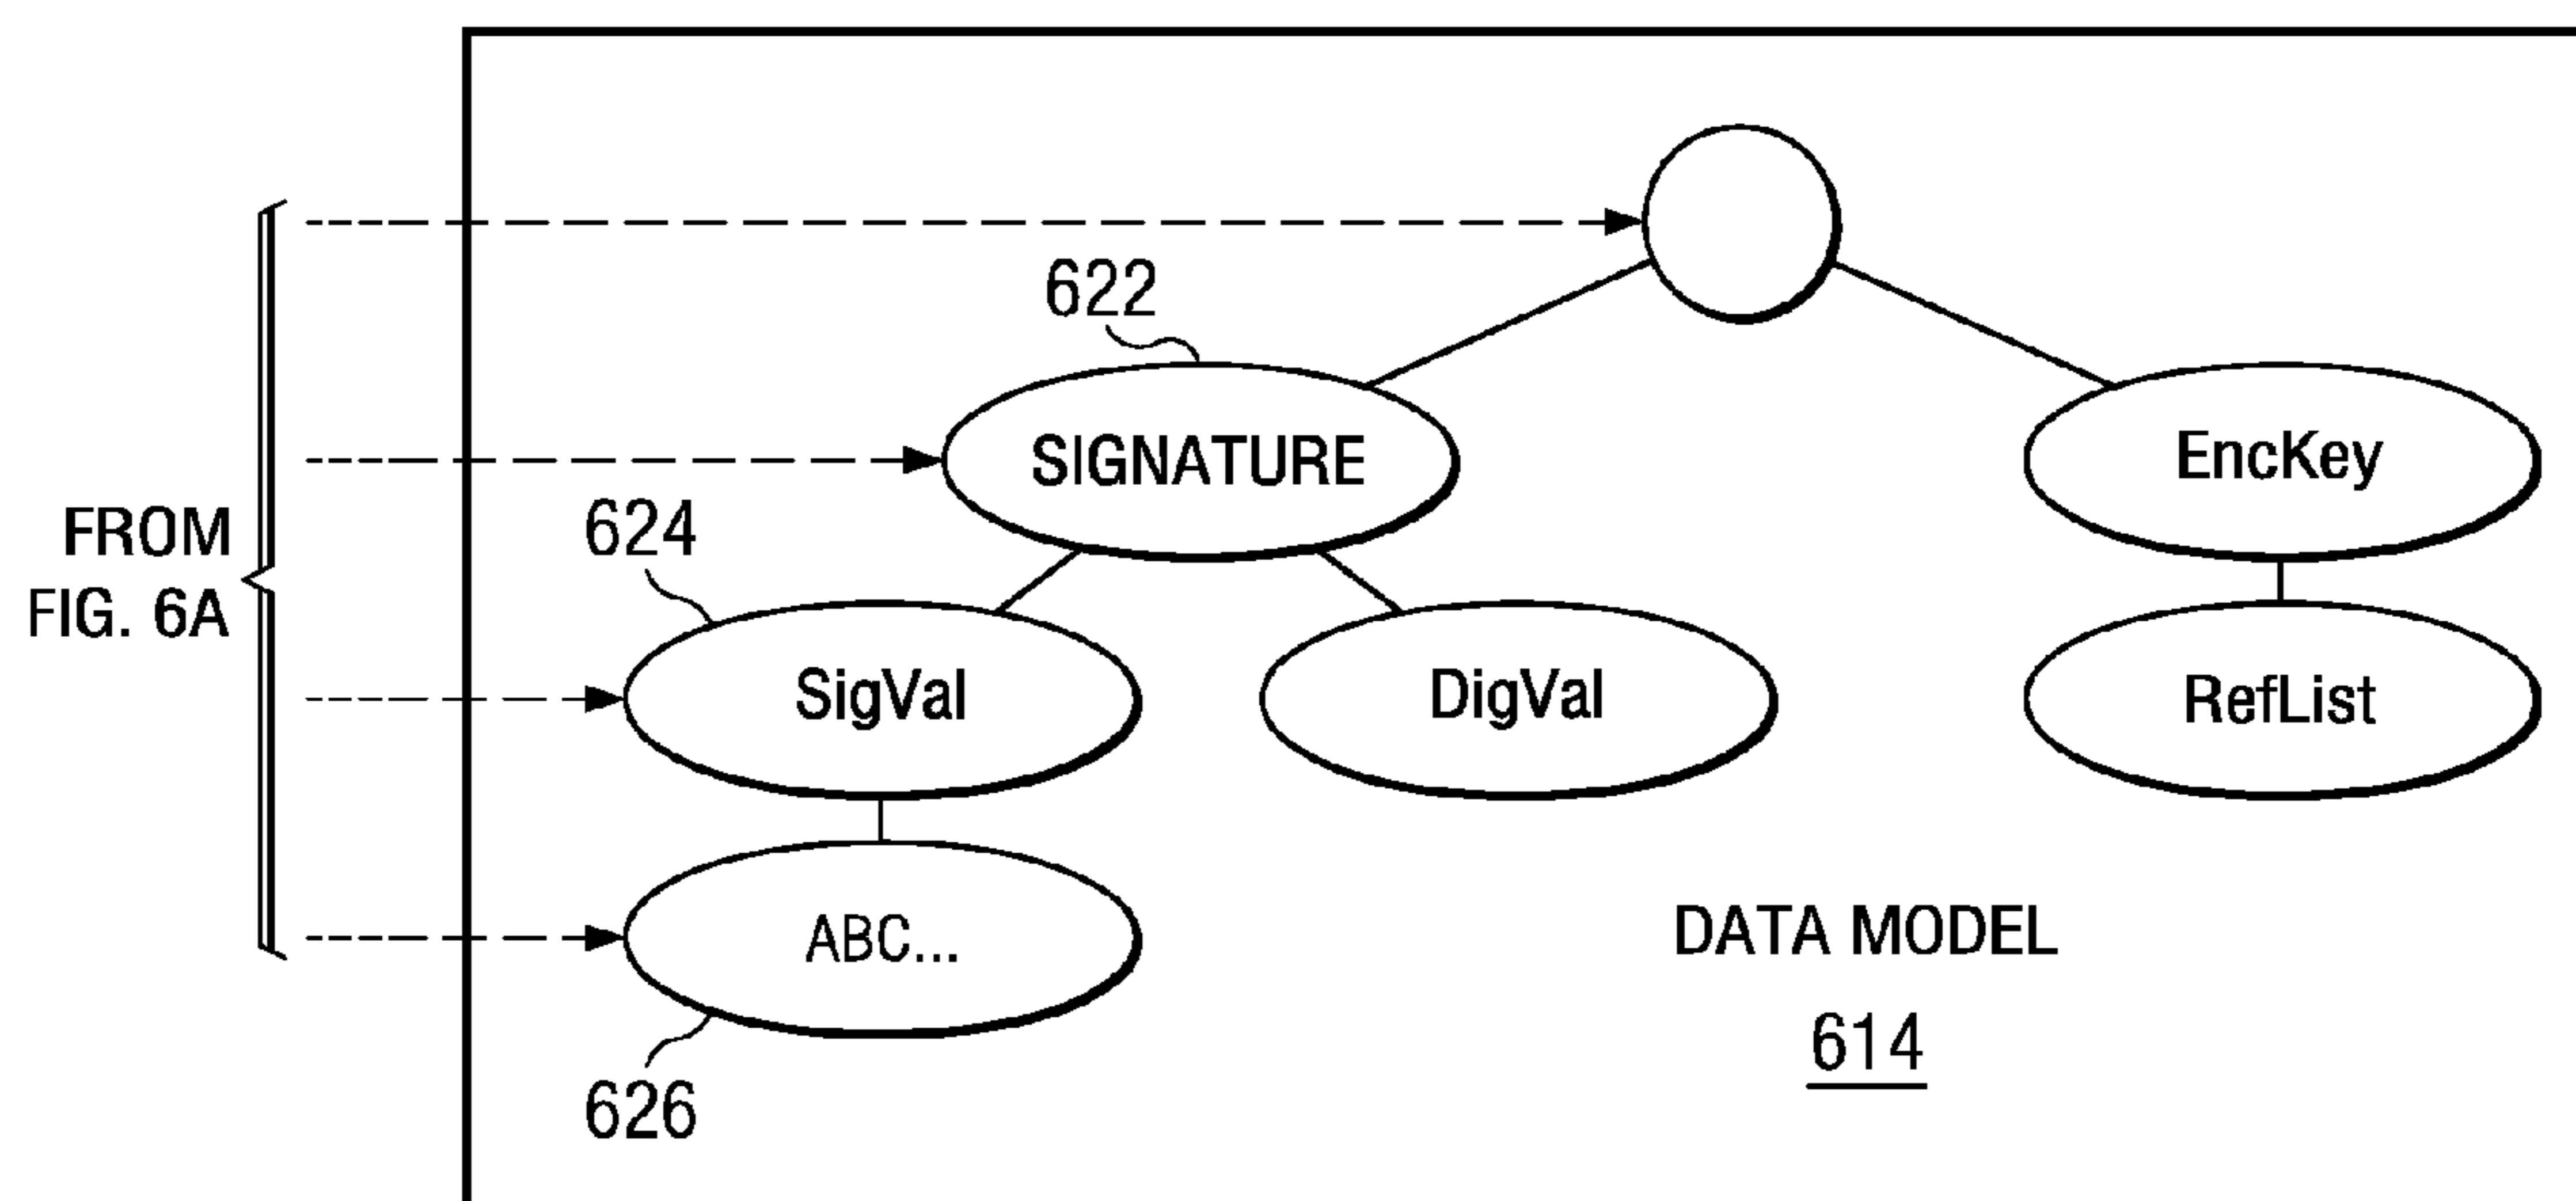 622
SIGNATURE
EncKey
FROM
FIG. 6A
624
SigVal
DigVal
RefList
ABC...
DATA MODEL
614
626